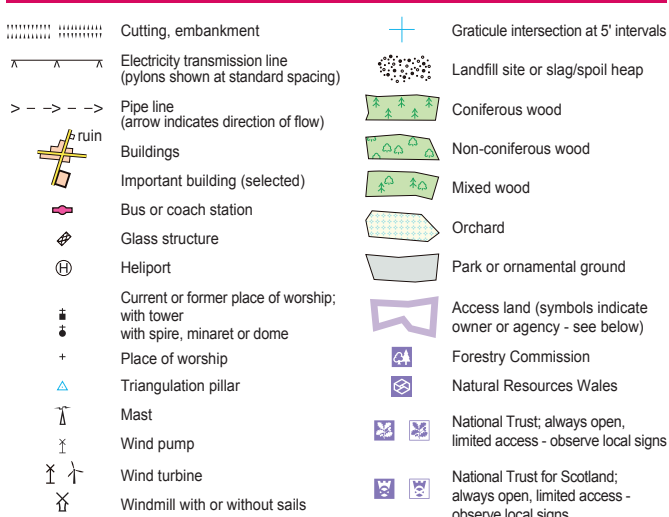 Cutting, embankment
Electricity transmission line
(pylons shown at standard spacing)
Pipe line
(arrow indicates direction of flow)
ruin
Buildings
Important building (selected)
Bus or coach station
Glass structure
H
Heliport
Current or former place of worship;
with tower
with spire, minaret or dome
Place of worship
Triangulation pillar
Mast
Wind pump
Wind turbine
Windmill with or without sails
Graticule intersection at 5' intervals
Landfill site or slag/spoil heap
Coniferous wood
Non-coniferous wood
Mixed wood
Orchard
Park or ornamental ground
Access land (symbols indicate
owner or agency - see below)
Forestry Commission
Natural Resources Wales
National Trust; always open,
limited access - observe local signs
National Trust for Scotland;
always open, limited access -
observe local signs